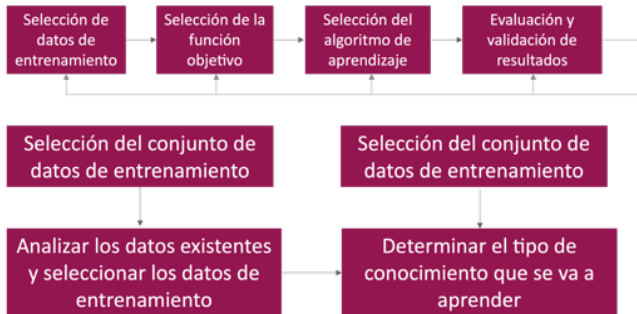 Selección de
datos de
entrenamiento
Selección de la
función
objetivo
Selección del
algoritmo de
aprendizaje
Evaluación y
validación de
resultados
Selección del conjunto de
datos de entrenamiento
Selección del conjunto de
datos de entrenamiento
Analizar los datos existentes
y seleccionar los datos de
entrenamiento
Determinar el tipo de
conocimiento que se va a
aprender